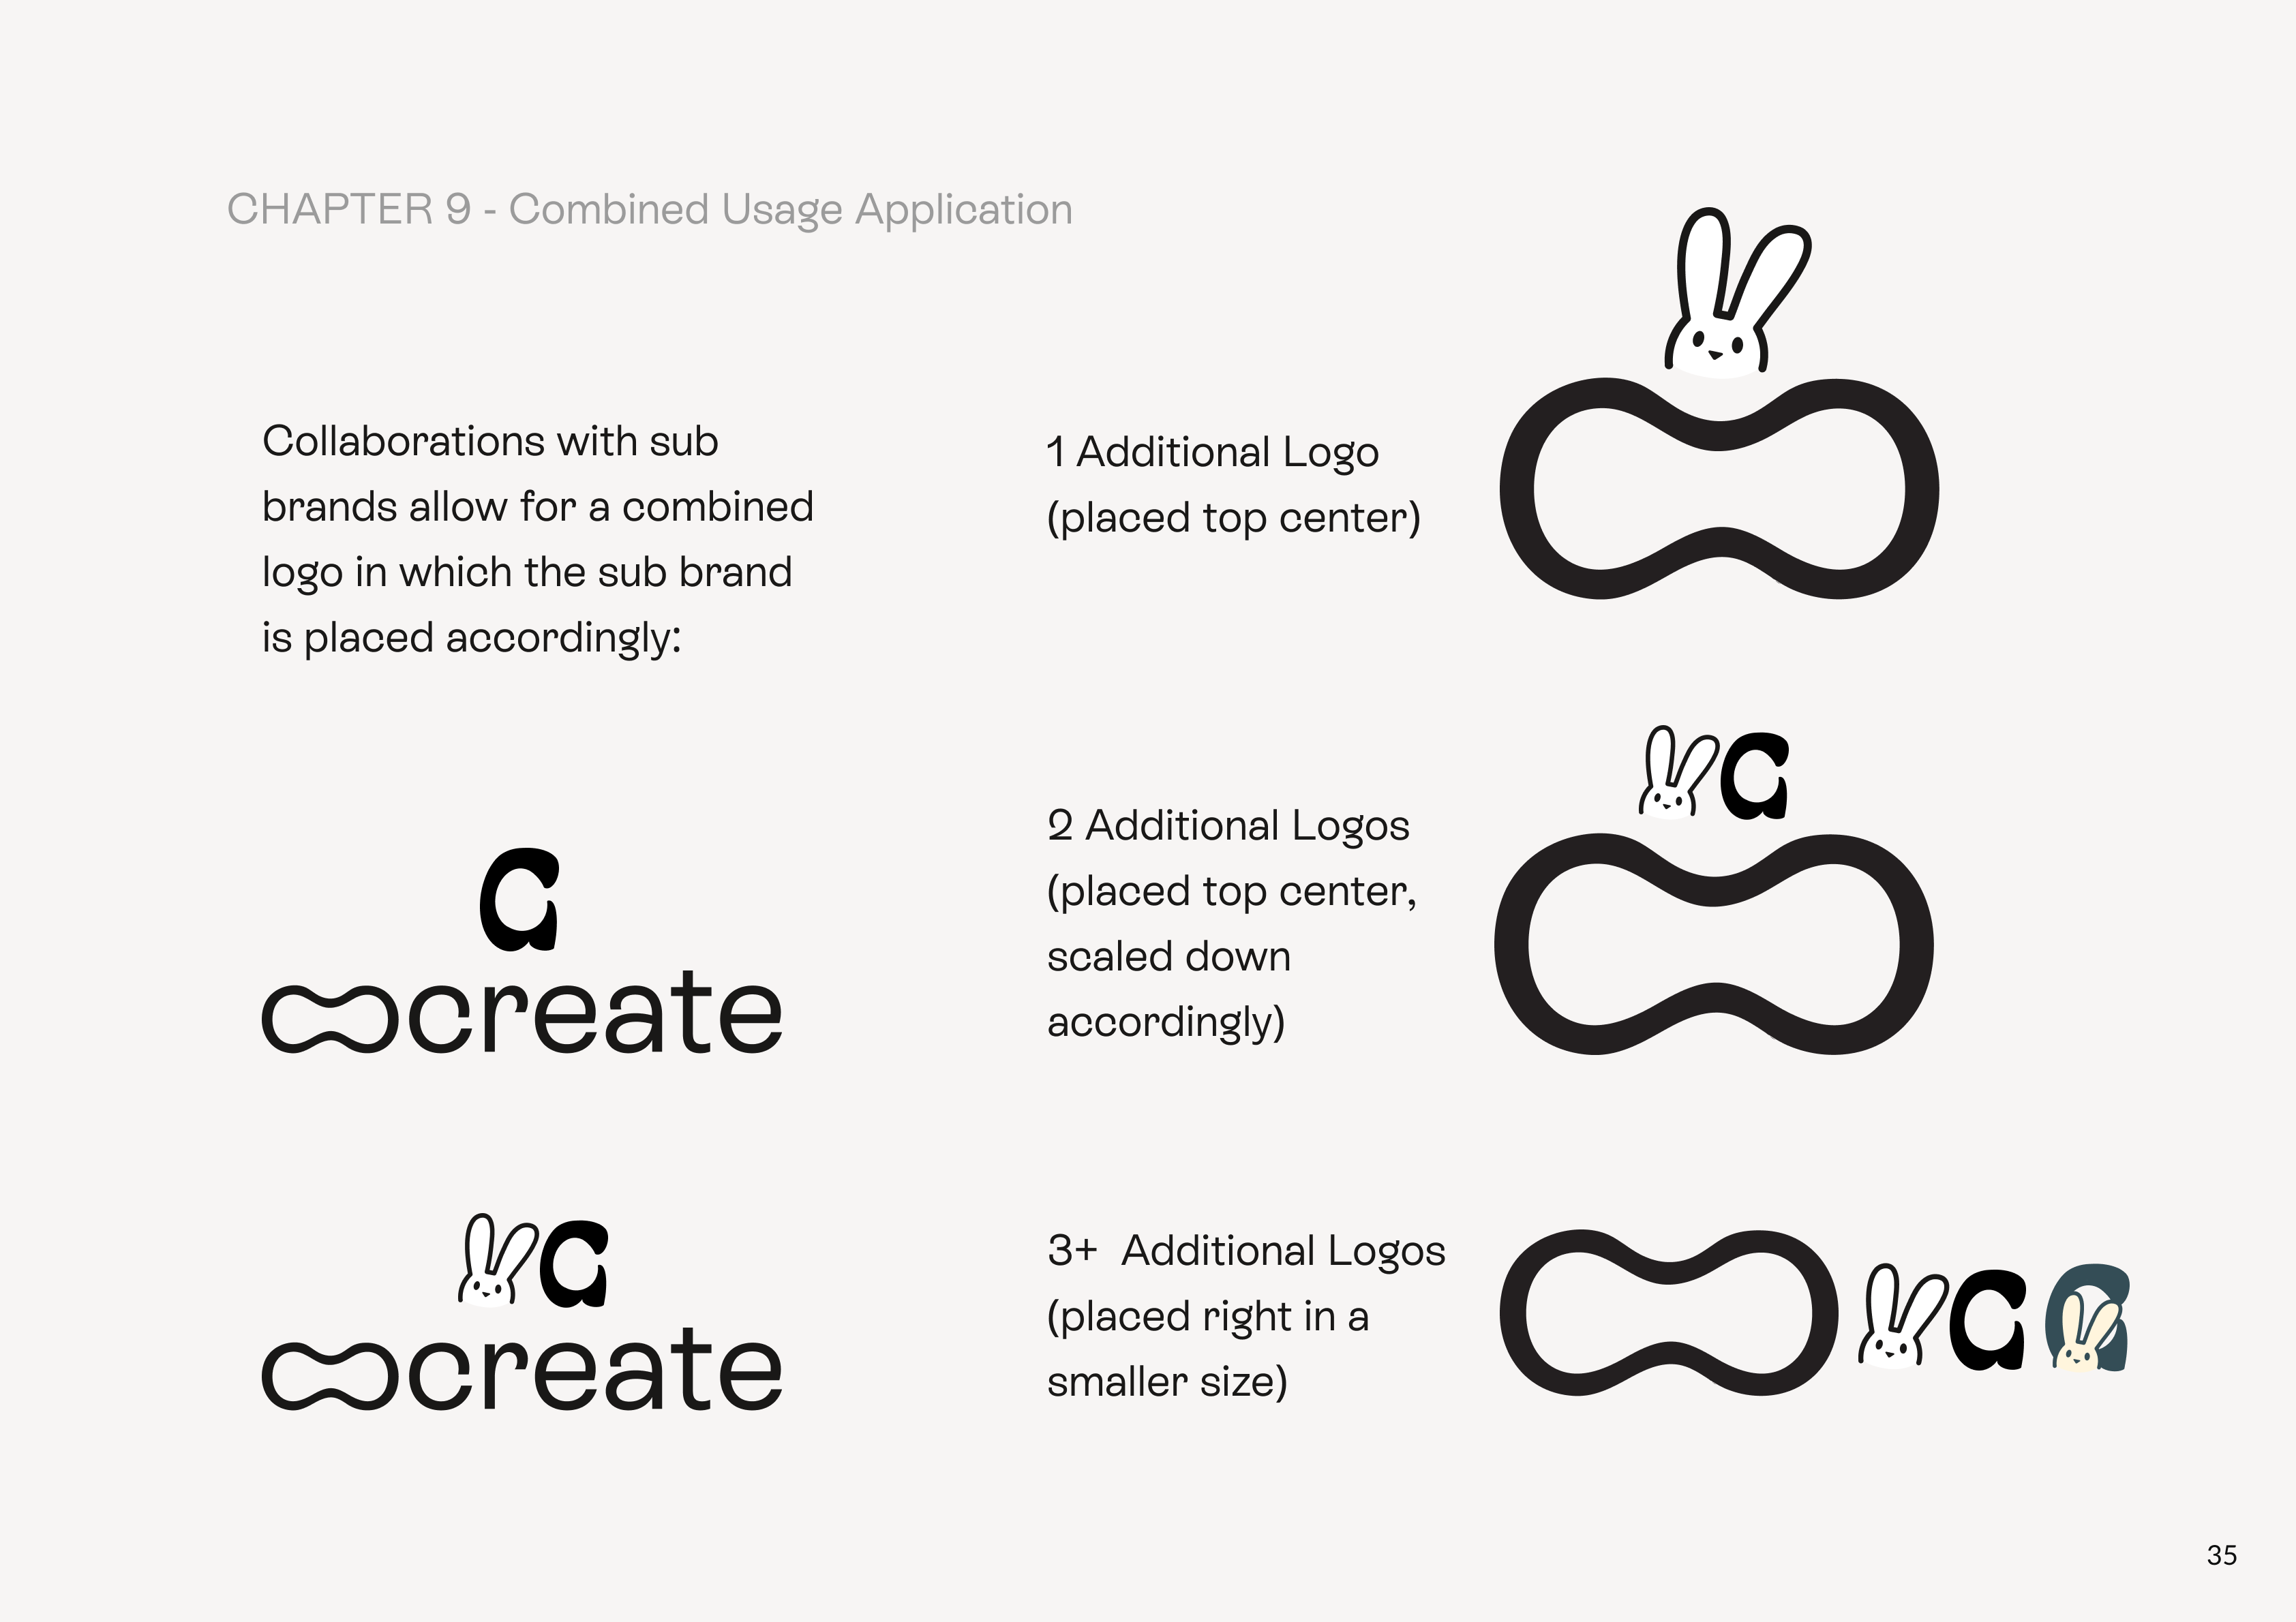 CHAPTER 9 - Combined Usage Application
Collaborations with sub
brands allow for a combined
logo in which the sub brand
is placed accordingly:
C
∞create
C
∞create
1 Additional Logo
(placed top center)
2 Additional Logos
(placed top center,
scaled down
accordingly)
C
3+ Additional Logos
(placed right in a
smaller size)
C
35